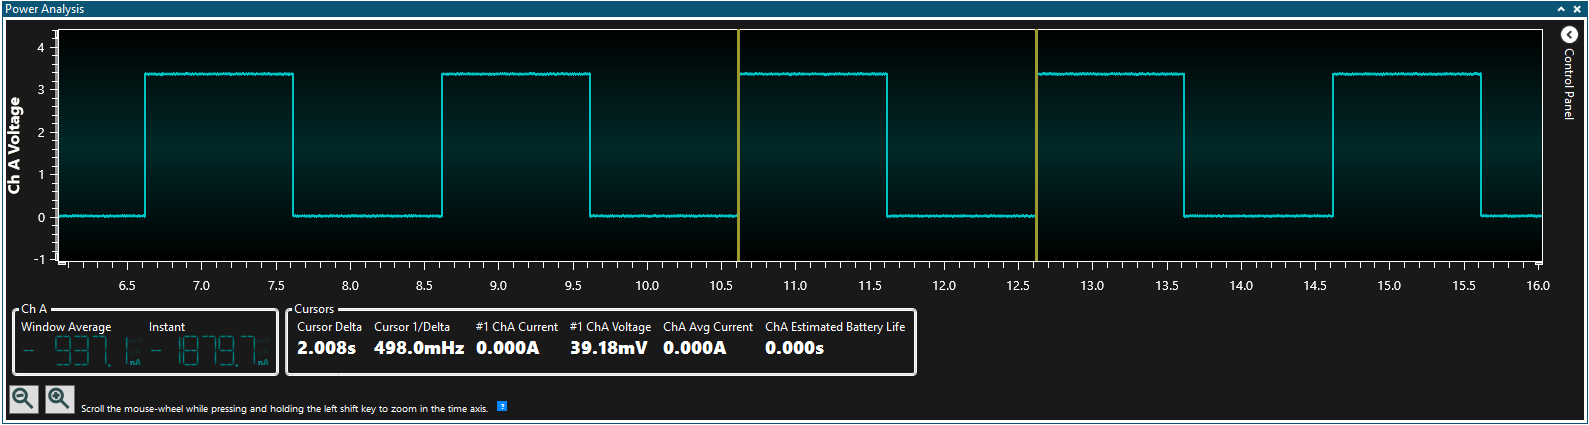 Power Analysis
Control Panel
Ch A Voltage
4
3
2
1
0
-1
6.5 7.0 7.5 8.0 8.5 9.0 9.5 10.0 10.5 11.0 11.5 12.0 12.5 13.0 13.5 14.0 14.5 15.0 15.5 16.0
Ch A
Window Average Instant
- 937.1 nA - 1879.7 nA
Cursors
Cursor Delta Cursor 1/Delta #1 ChA Current #1 ChA Voltage ChA Avg Current ChA Estimated Battery Life
2.008s 498.0mHz 0.000A 39.18mV 0.000A 0.000s
Scroll the mouse-wheel while pressing and holding the left shift key to zoom in the time axis. ?